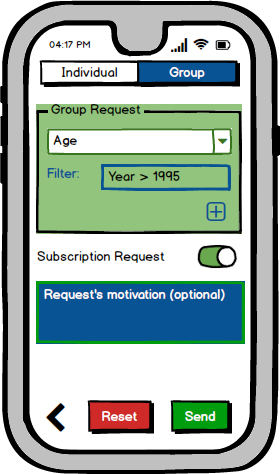 04:17 PM
Individual Group
Group Request
Age
Filter: Year > 1995
Subscription Request
Request's motivation (optional)
Reset Send